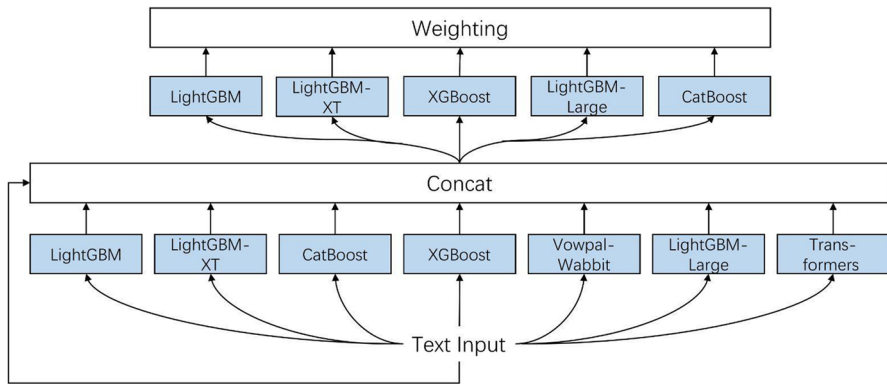 Weighting
LightGBM
LightGBM-
XT
XGBoost
LightGBM-
Large
CatBoost
Concat
LightGBM
LightGBM-
XT
CatBoost
XGBoost
Vowpal-
Wabbit
LightGBM-
Large
Trans-
formers
Text Input